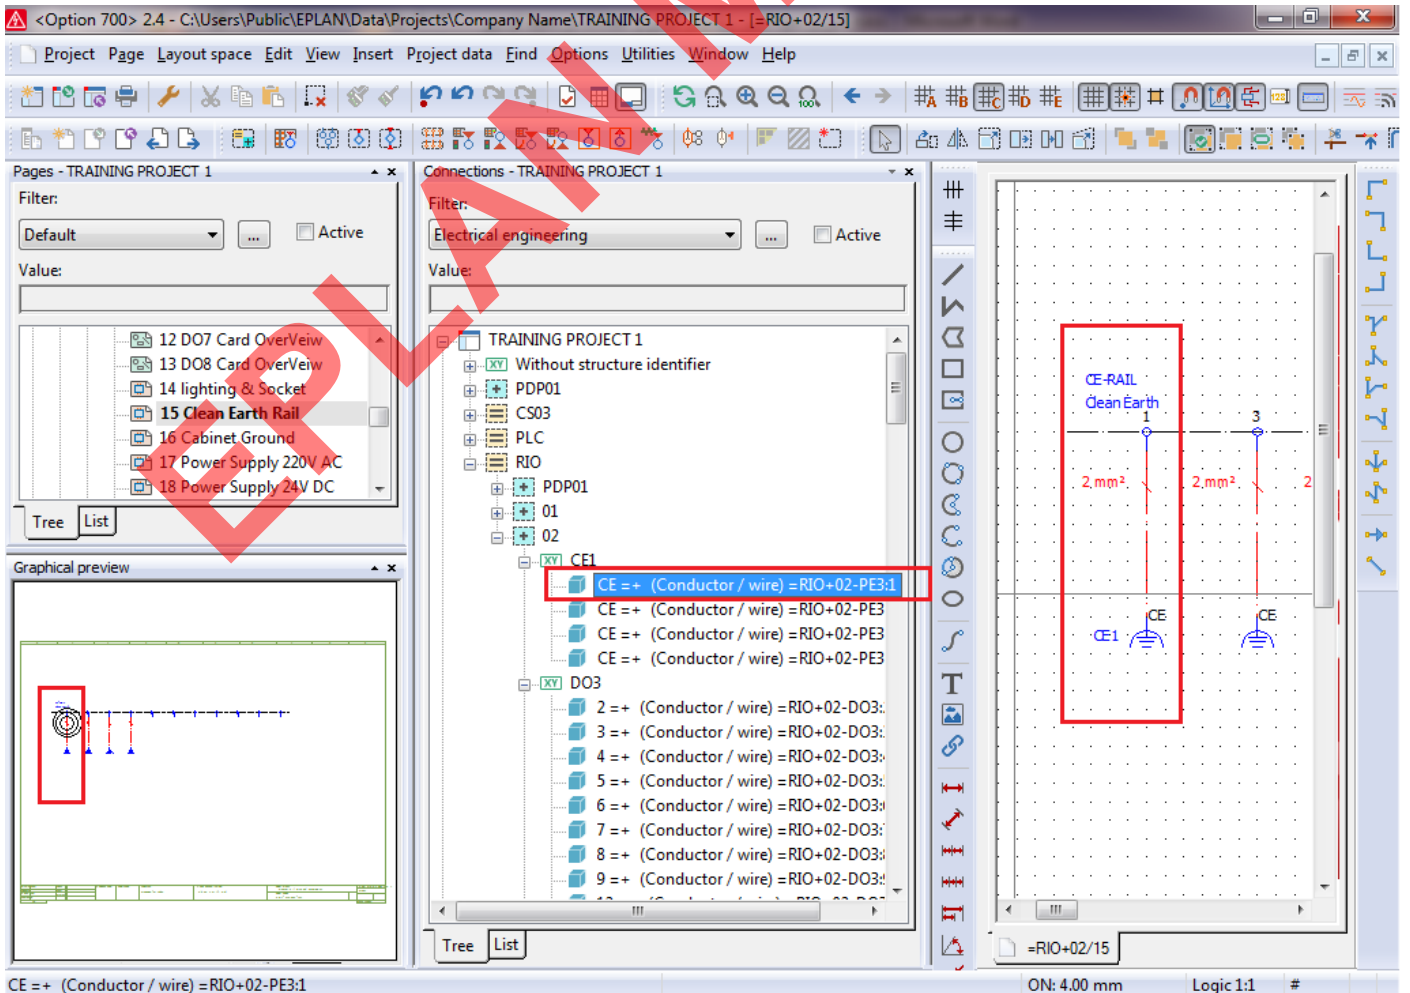 <Option 700> 2.4 - C:\Users\Public\EPLAN\Data\Projects\Company Name\TRAINING PROJECT 1 - [=RIO+02/15]
Project Page Layout space Edit View Insert Project data Find Options Utilities Window Help
Pages - TRAINING PROJECT 1
Filter:
Default
...
Active
Value:
12 DO7 Card OverVeiw
13 DO8 Card OverVeiw
14 lighting & Socket
15 Clean Earth Rail
16 Cabinet Ground
17 Power Supply 220V AC
18 Power Supply 24V DC
Tree List
Graphical preview
Connections - TRAINING PROJECT 1
Filter:
Electrical engineering
...
Active
Value:
TRAINING PROJECT 1
Without structure identifier
PDP01
CS03
PLC
RIO
PDP01
01
02
CE1
CE =+ (Conductor / wire) =RIO+02-PE3:1
CE =+ (Conductor / wire) =RIO+02-PE3
CE =+ (Conductor / wire) =RIO+02-PE3
CE =+ (Conductor / wire) =RIO+02-PE3
DO3
2 =+ (Conductor / wire) =RIO+02-DO3:
3 =+ (Conductor / wire) =RIO+02-DO3:
4 =+ (Conductor / wire) =RIO+02-DO3:
5 =+ (Conductor / wire) =RIO+02-DO3:
6 =+ (Conductor / wire) =RIO+02-DO3:
7 =+ (Conductor / wire) =RIO+02-DO3:
8 =+ (Conductor / wire) =RIO+02-DO3:
9 =+ (Conductor / wire) =RIO+02-DO3:
Tree List
CE-RAIL
Clean Earth
1 3
2,mm² 2,mm² 2
CE CE
CE1
=RIO+02/15
CE =+ (Conductor / wire) =RIO+02-PE3:1
ON: 4.00 mm Logic 1:1 #
EPLAN